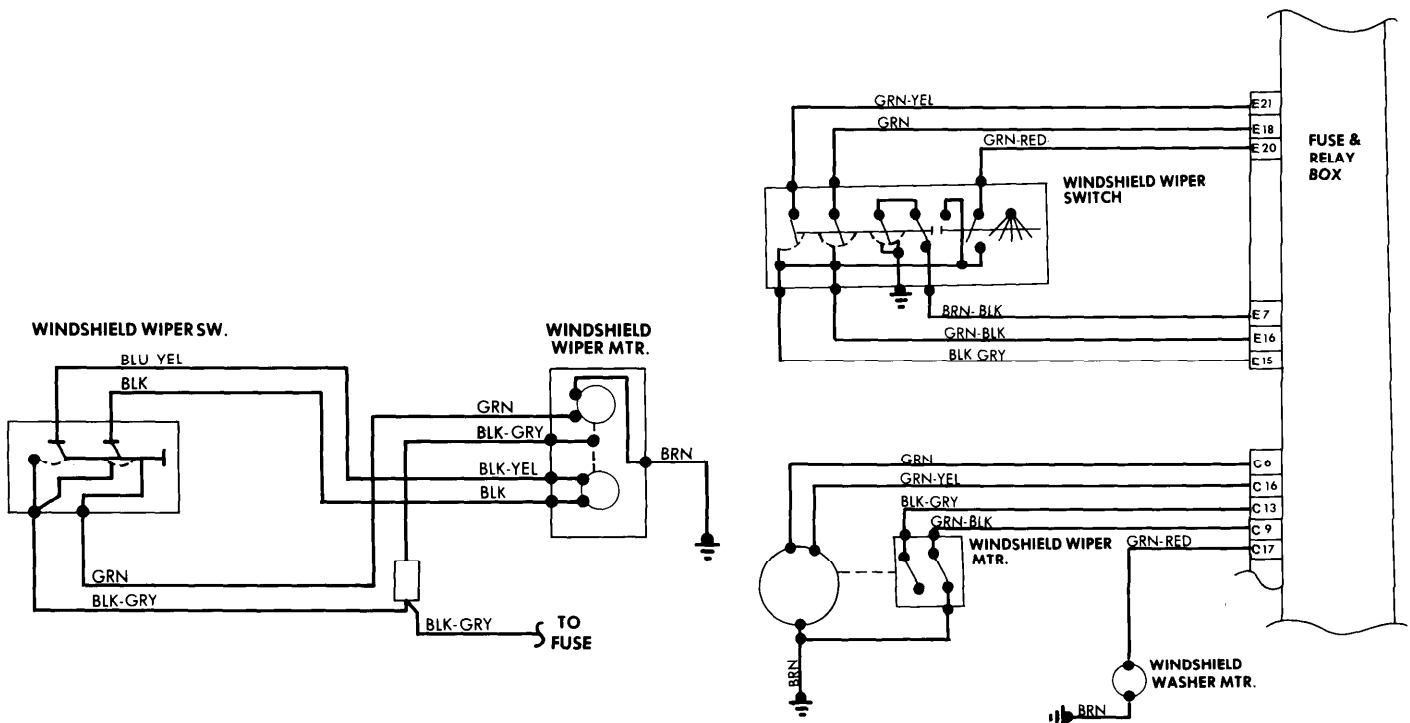 WINDSHIELD WIPER SW.
BLU YEL
BLK
WINDSHIELD
WIPER MTR.
GRN
BLK-GRY
BLK-YEL
BLK
BRN
GRN
BLK-GRY
BLK-GRY
TO
FUSE
GRN-YEL
GRN
GRN-RED
E21
E18
E20
FUSE &
RELAY
BOX
WINDSHIELD WIPER
SWITCH
BRN-BLK
GRN-BLK
BLK GRY
E7
E16
E15
GRN
GRN-YEL
BLK-GRY
GRN-BLK
GRN-RED
C6
C16
C13
C9
C17
WINDSHIELD WIPER
MTR.
BRN
WINDSHIELD
WASHER MTR.
BRN